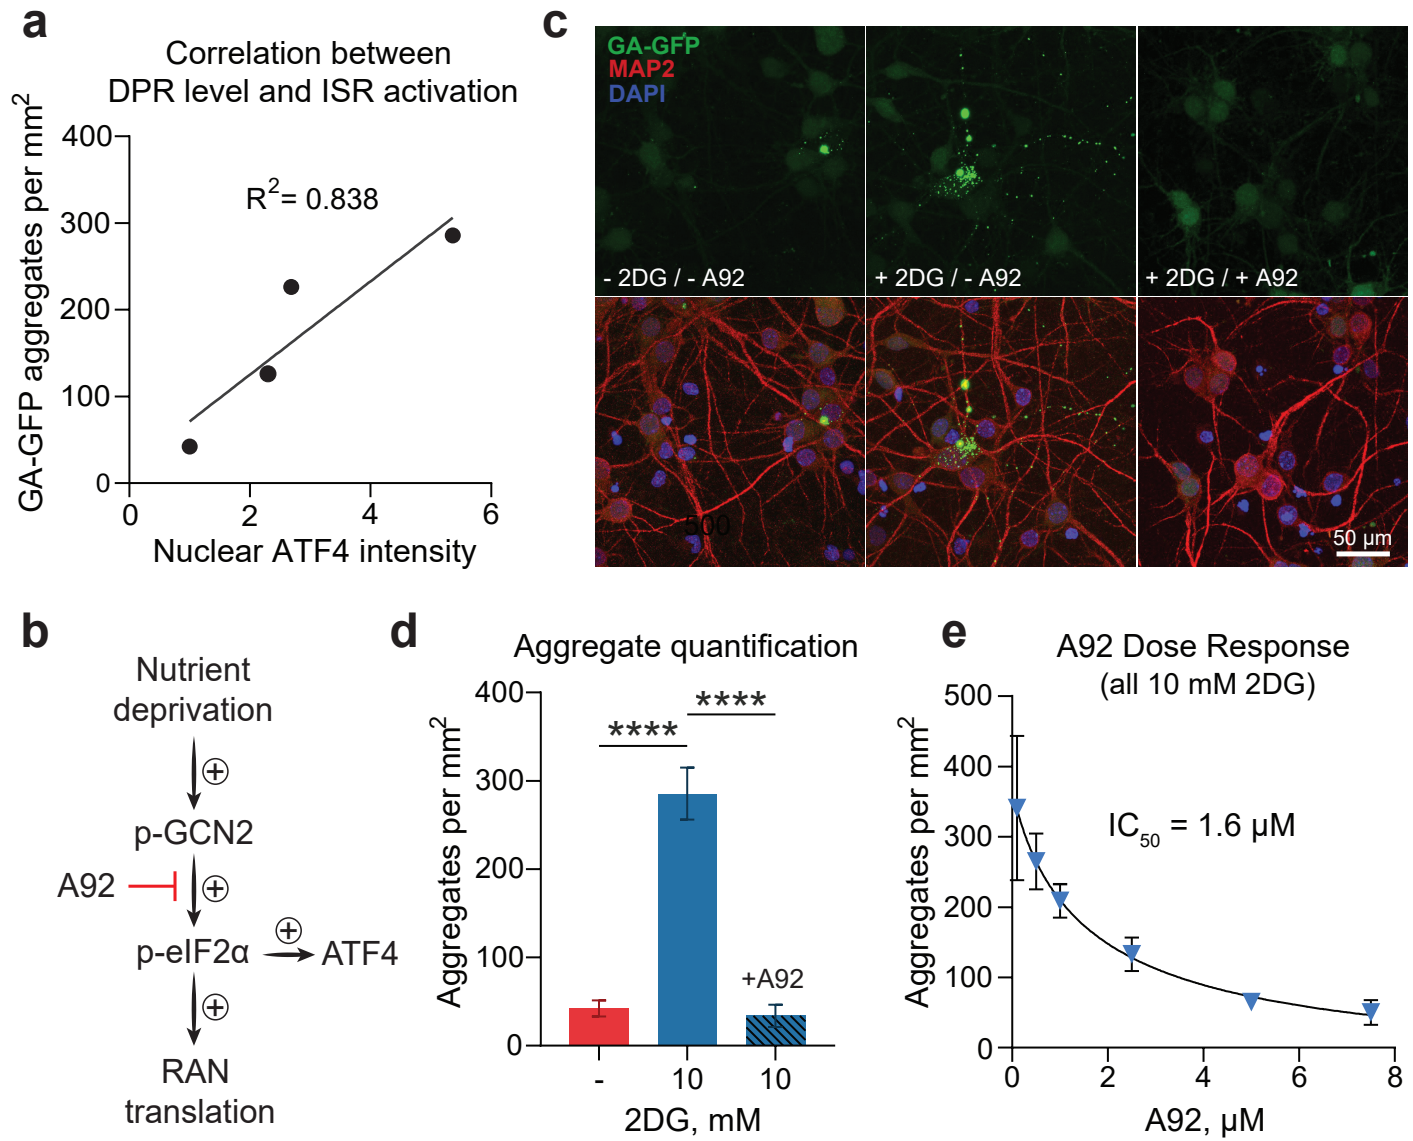 a
Correlation between
DPR level and ISR activation
GA-GFP aggregates per mm2
400
300
200
100
0
R2= 0.838
0 2 4 6
Nuclear ATF4 intensity
c
GA-GFP
MAP2
DAPI
- 2DG / - A92
+ 2DG / - A92
+ 2DG / + A92
500
50 µm
b
Nutrient
deprivation
+
p-GCN2
A92
+
p-eIF2α
+
ATF4
+
RAN
translation
d
Aggregate quantification
Aggregates per mm2
400
300
200
100
0
****
****
+A92
- 10 10
2DG, mM
e
A92 Dose Response
(all 10 mM 2DG)
Aggregates per mm2
500
400
300
200
100
0
IC50 = 1.6 µM
0 2 4 6 8
A92, µM